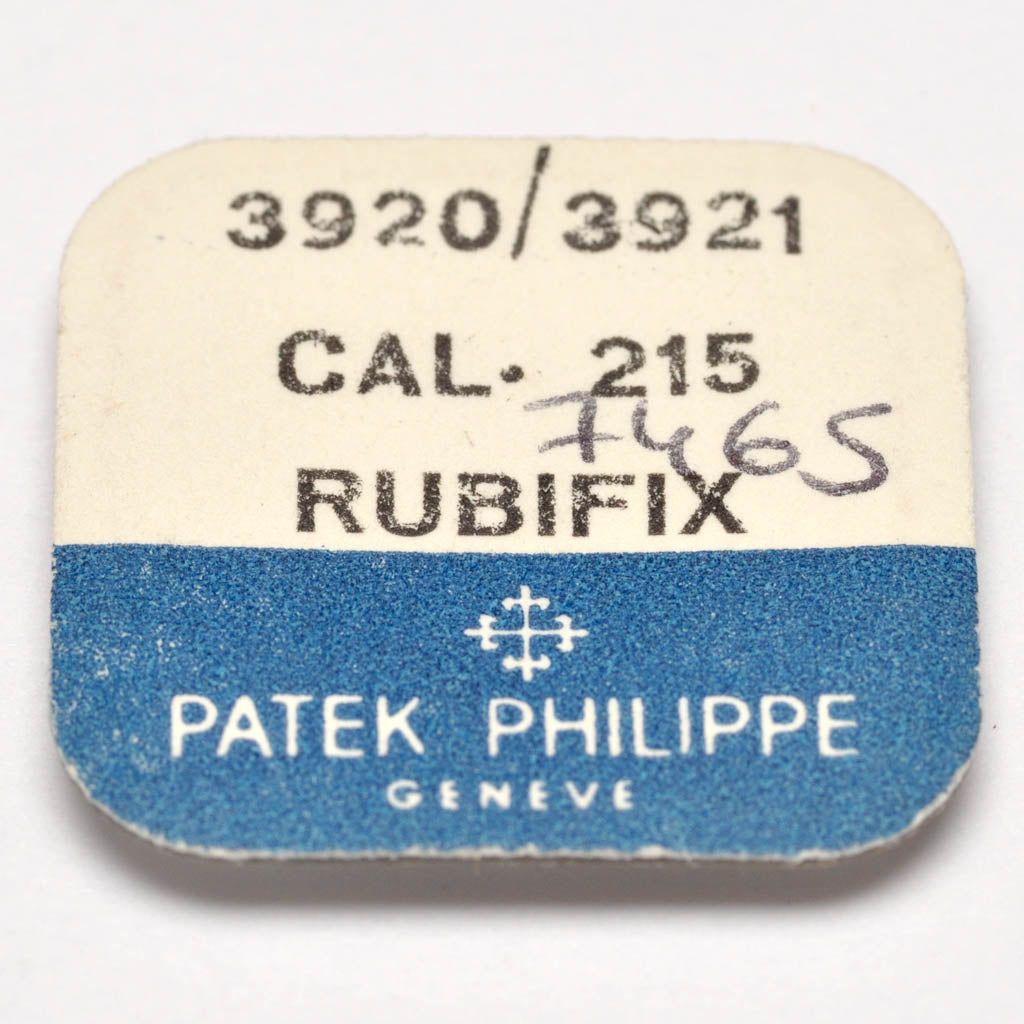 3920/3921
CAL. 215
7465
RUBIFIX
PATEK PHILIPPE
GENEVE